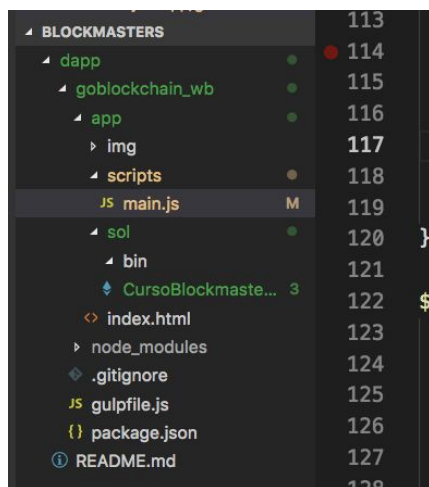 BLOCKMASTERS
dapp
goblockchain_wb
app
img
scripts
JS main.js M
sol
bin
CursoBlockmaste... 3
<> index.html
node_modules
.gitignore
JS gulpfile.js
{} package.json
README.md
113
114
115
116
117
118
119
120 }
121
122 $
123
124
125
126
127
128